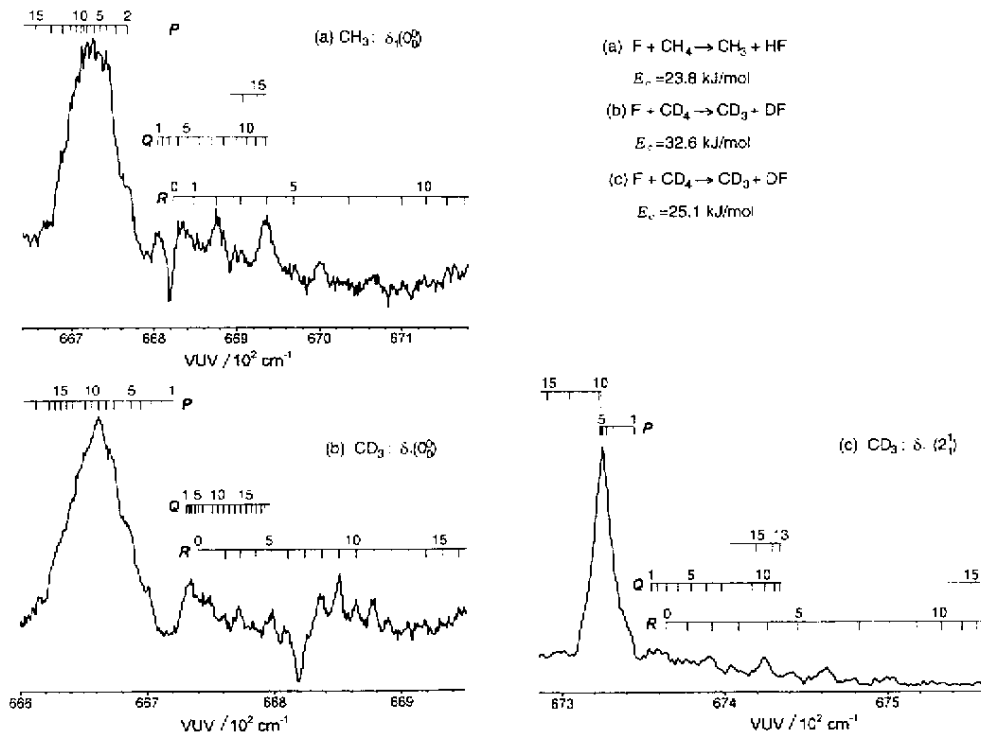 15 10 5 2 P
(a) CH₃: δ₁(0⁰₀)
15
Q 1 5 10
R 0 1 5 10
667 668 669 670 671
VUV / 10² cm⁻¹
(a) F + CH₄ → CH₃ + HF
E꜀ =23.8 kJ/mol
(b) F + CD₄ → CD₃ + DF
E꜀ =32.6 kJ/mol
(c) F + CD₄ → CD₃ + DF
E꜀ =25.1 kJ/mol
15 10 5 1 P
(b) CD₃: δ₁(0⁰₀)
Q 1 5 10 15
R 0 5 10 15
666 667 668 669
VUV / 10² cm⁻¹
15 10
5 1 P
(c) CD₃: δ₁ (2¹₁)
15 13
Q 1 5 10
15
R 0 5 10
673 674 675
VUV / 10² cm⁻¹